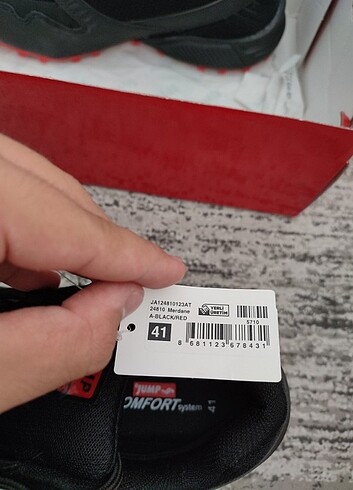 JA124810123AT
24810 Merdane
A-BLACK/RED
YERLİ
ÜRETİM
5710
41
8 681123 678431
JUMP
COMFORT system
41